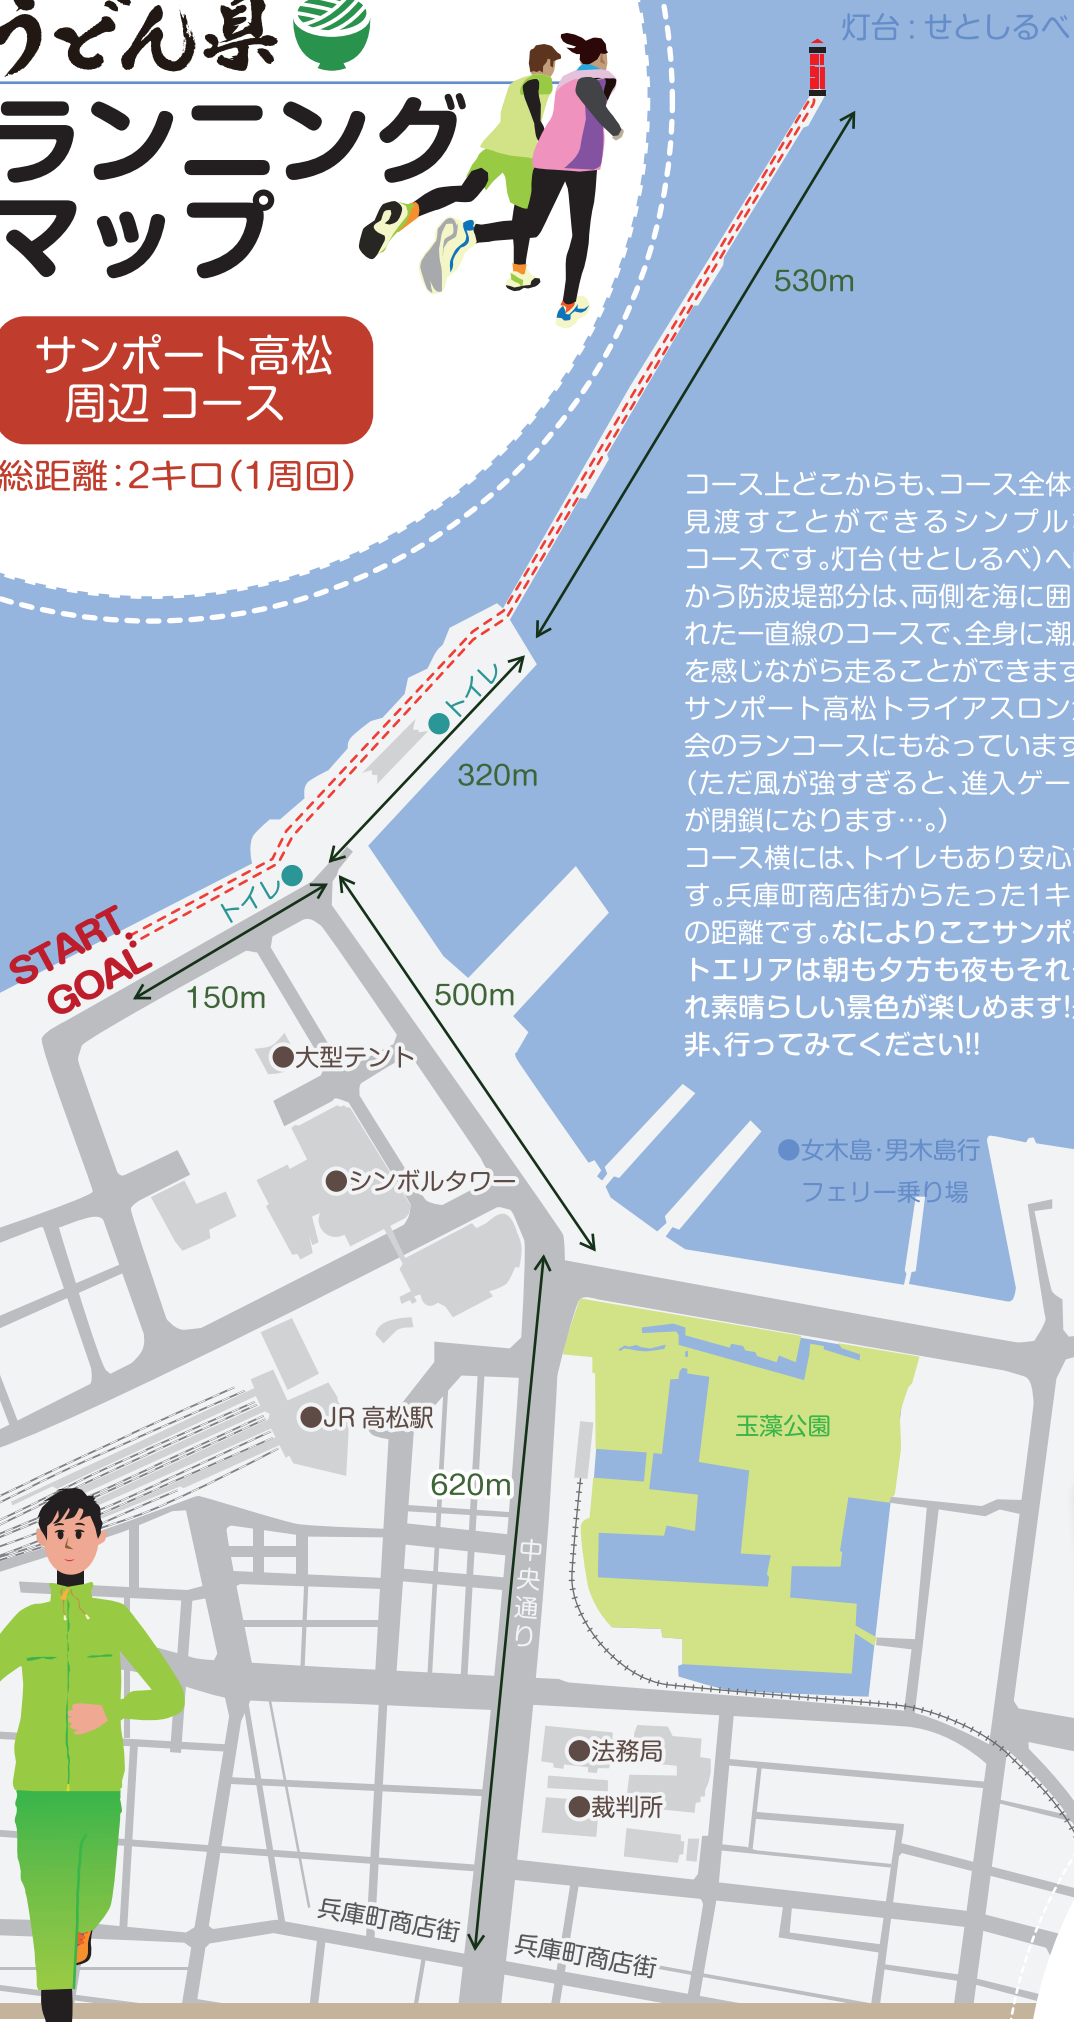 うどん県
ランニング
マップ
サンポート高松
周辺 コース
総距離：2キロ（1周回）
灯台：せとしるべ
530m
コース上どこからも、コース全体
見渡すことができるシンプル
コースです。灯台（せとしるべ）へ
かう防波堤部分は、両側を海に囲
れた一直線のコースで、全身に潮
を感じながら走ることができます
サンポート高松トライアスロン
会のランコースにもなっています
（ただ風が強すぎると、進入ゲー
が閉鎖になります…。）
コース横には、トイレもあり安心
す。兵庫町商店街からたった1キ
の距離です。なによりここサンポ
トエリアは朝も夕方も夜もそれ
れ素晴らしい景色が楽しめます!
非、行ってみてください!!
トイレ
320m
トイレ
START
GOAL
150m
500m
●大型テント
●シンボルタワー
●女木島・男木島行
フェリー乗り場
●JR 高松駅
玉藻公園
620m
中央通り
●法務局
●裁判所
兵庫町商店街
兵庫町商店街